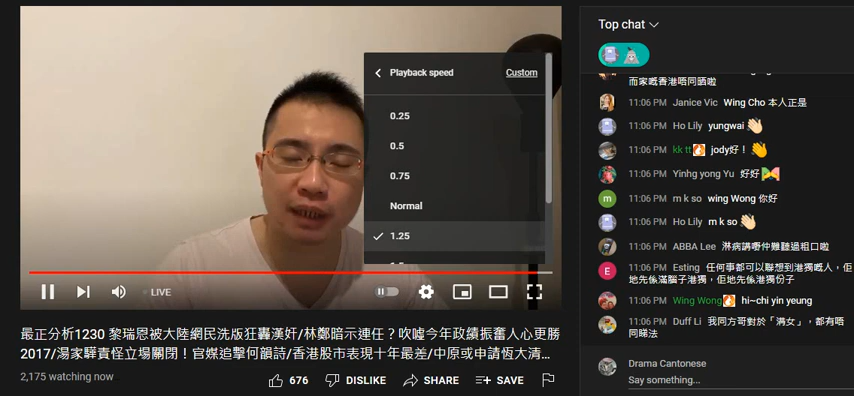 Playback speed
Custom
0.25
0.5
0.75
Normal
1.25
LIVE
最正分析1230 黎瑞恩被大陸網民洗版狂轟漢奸/林鄭暗示連任？吹噓今年政績振奮人心更勝
2017/湯家驊責怪立場關閉！官媒追擊何韻詩/香港股市表現十年最差/中原或申請恆大清…
2,175 watching now
676
DISLIKE
SHARE
SAVE
Top chat
而家嘅香港唔同晒啦
11:06 PM Janice Vic Wing Cho 本人正是
11:06 PM Ho Lily yungwai
11:06 PM kk tt jody好！
11:06 PM Yinhg yong Yu 好好
m
11:06 PM m k so wing Wong 你好
11:06 PM Ho Lily m k so
11:06 PM ABBA Lee 淋病講嘢仲難聽過粗口啦
E
11:06 PM Esting 任何事都可以聯想到港獨嘅人，佢
地先係滿腦子港獨，佢地先係港獨份子
11:06 PM Wing Wong hi~chi yin yeung
11:06 PM Duff Li 我同方哥對於「溝女」，都有唔
同睇法
Drama Cantonese
Say something...